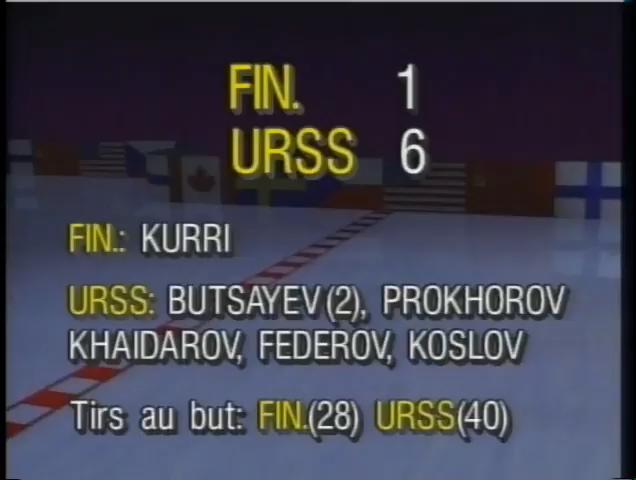 FIN. 1
URSS 6
FIN.: KURRI
URSS: BUTSAYEV(2), PROKHOROV
KHAIDAROV, FEDEROV, KOSLOV
Tirs au but: FIN.(28) URSS(40)